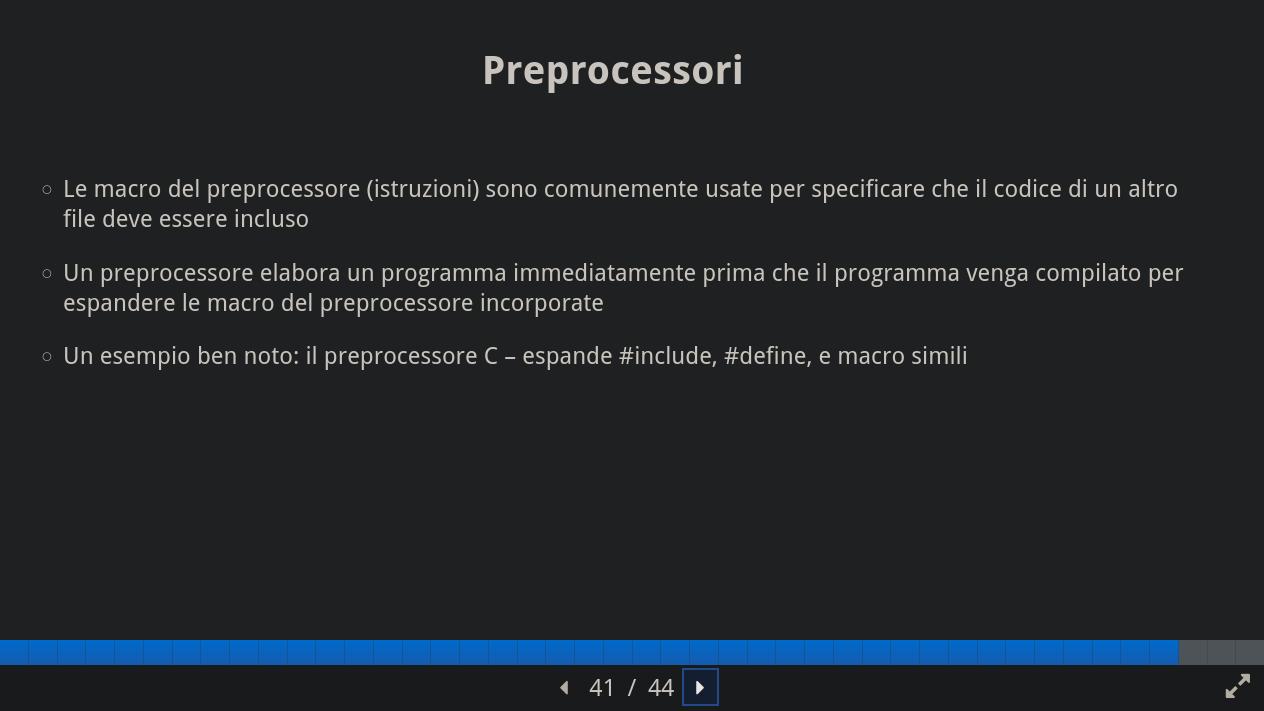 Preprocessori
Le macro del preprocessore (istruzioni) sono comunemente usate per specificare che il codice di un altro
file deve essere incluso
Un preprocessore elabora un programma immediatamente prima che il programma venga compilato per
espandere le macro del preprocessore incorporate
Un esempio ben noto: il preprocessore C – espande #include, #define, e macro simili
41 / 44